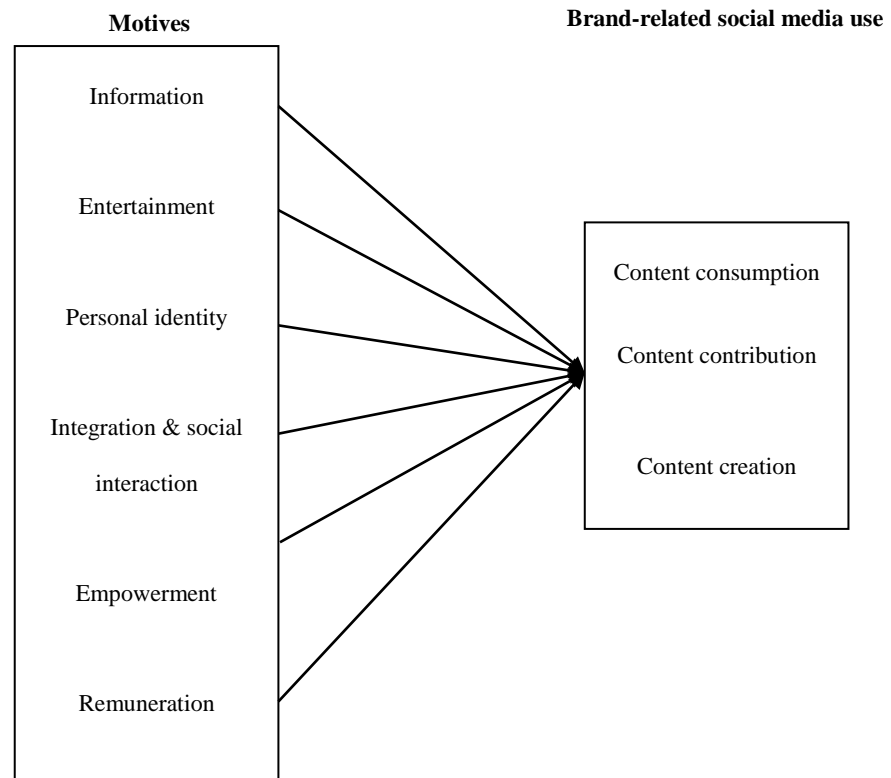 Motives
Brand-related social media use
Information
Entertainment
Personal identity
Integration & social
interaction
Empowerment
Remuneration
Content consumption
Content contribution
Content creation